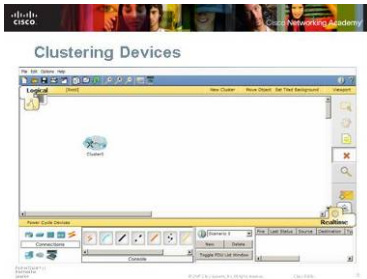 cisco
Cisco Networking Academy
Clustering Devices
File Edit Options Help
Logical [Root] New Cluster Move Object Set Tiled Background Viewport
Cluster0
Power Cycle Devices Realtime
Scenario 0
Fire Last Status Source Destination
New Delete
Connections
Toggle PDU List Window
Console